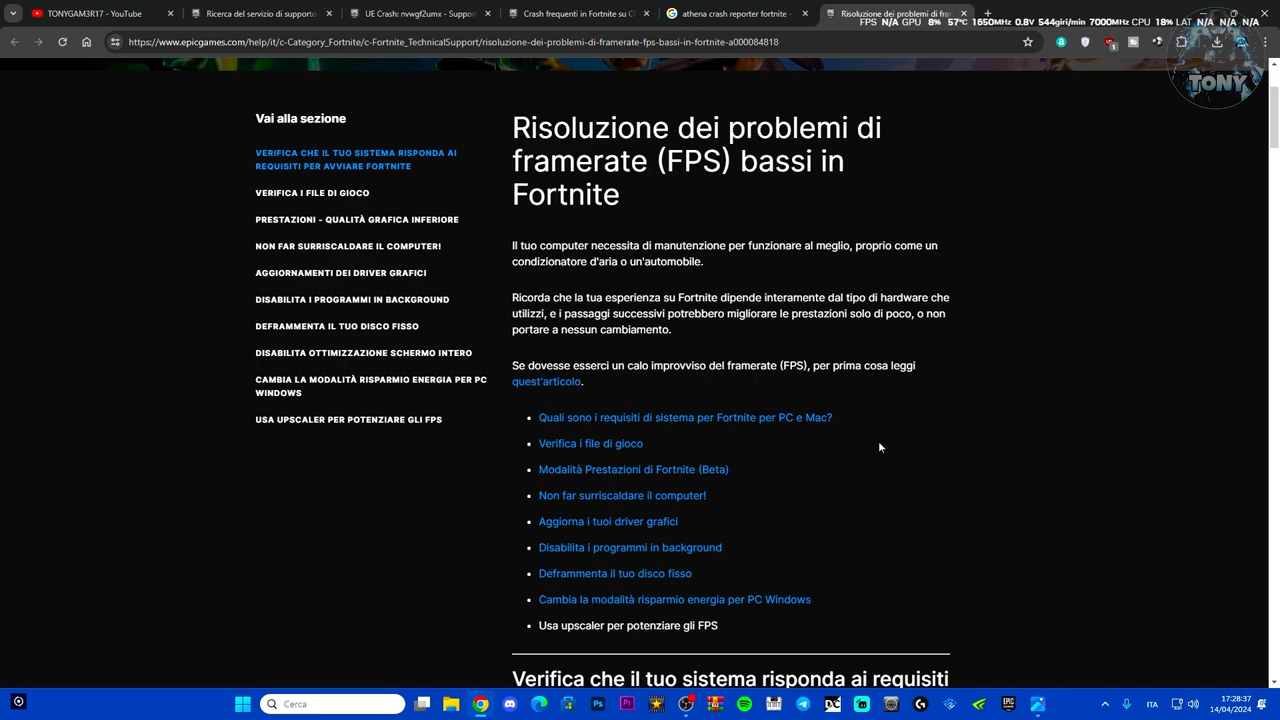 TONYGAM3R17 - YouTube
Ricerca del servizio di supporto
UE Crash: nvwgf2umx - Support
Crash frequenti in Fortnite su C
athena crash reporter fortnite -
Risoluzione dei problemi di fram
FPS N/A GPU 8% 57°C 1650MHz 0.8V 544giri/min 7000MHz CPU 18% LAT N/A N/A N/A
https://www.epicgames.com/help/it/c-Category_Fortnite/c-Fortnite_TechnicalSupport/risoluzione-dei-problemi-di-framerate-fps-bassi-in-fortnite-a000084818
TONY
Vai alla sezione
VERIFICA CHE IL TUO SISTEMA RISPONDA AI
REQUISITI PER AVVIARE FORTNITE
VERIFICA I FILE DI GIOCO
PRESTAZIONI - QUALITÀ GRAFICA INFERIORE
NON FAR SURRISCALDARE IL COMPUTER!
AGGIORNAMENTI DEI DRIVER GRAFICI
DISABILITA I PROGRAMMI IN BACKGROUND
DEFRAMMENTA IL TUO DISCO FISSO
DISABILITA OTTIMIZZAZIONE SCHERMO INTERO
CAMBIA LA MODALITÀ RISPARMIO ENERGIA PER PC
WINDOWS
USA UPSCALER PER POTENZIARE GLI FPS
Risoluzione dei problemi di
framerate (FPS) bassi in
Fortnite
Il tuo computer necessita di manutenzione per funzionare al meglio, proprio come un
condizionatore d'aria o un'automobile.
Ricorda che la tua esperienza su Fortnite dipende interamente dal tipo di hardware che
utilizzi, e i passaggi successivi potrebbero migliorare le prestazioni solo di poco, o non
portare a nessun cambiamento.
Se dovesse esserci un calo improvviso del framerate (FPS), per prima cosa leggi
quest'articolo.
Quali sono i requisiti di sistema per Fortnite per PC e Mac?
Verifica i file di gioco
Modalità Prestazioni di Fortnite (Beta)
Non far surriscaldare il computer!
Aggiorna i tuoi driver grafici
Disabilita i programmi in background
Deframmenta il tuo disco fisso
Cambia la modalità risparmio energia per PC Windows
Usa upscaler per potenziare gli FPS
Verifica che il tuo sistema risponda ai requisiti
Cerca
ITA
17:28:37
14/04/2024